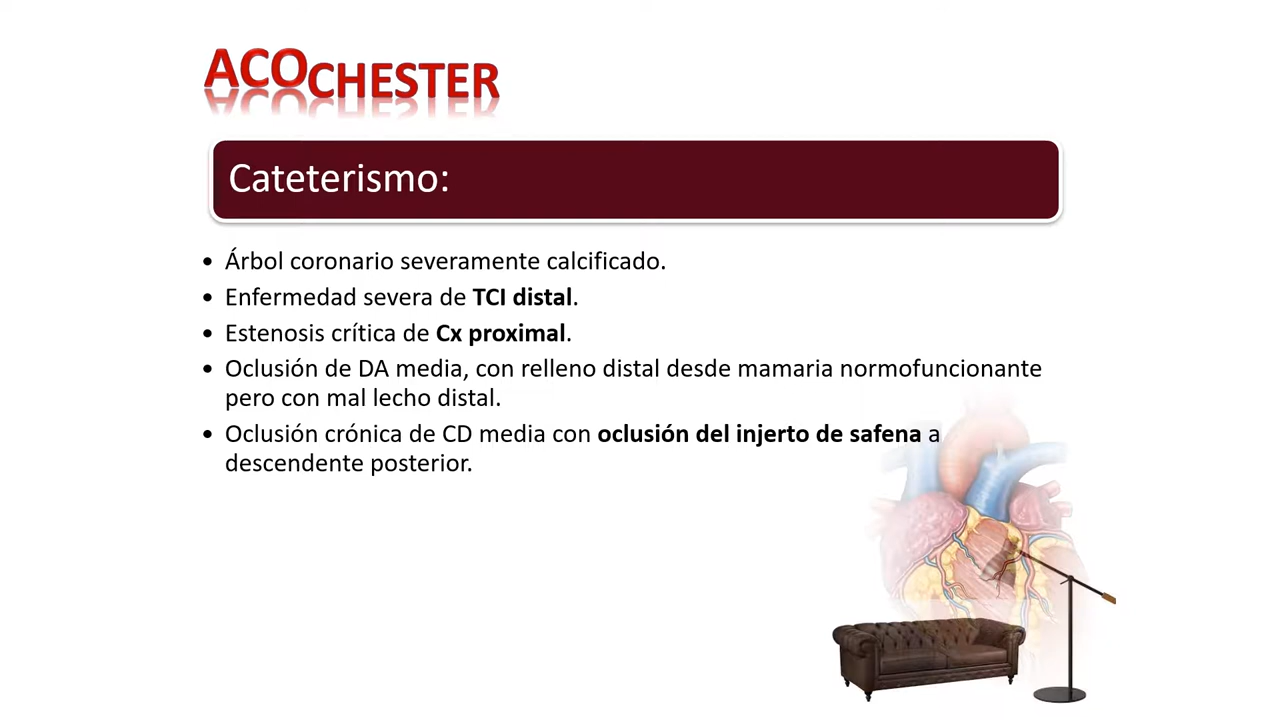 ACOCHESTER
Cateterismo:
• Árbol coronario severamente calcificado.
• Enfermedad severa de TCI distal.
• Estenosis crítica de Cx proximal.
• Oclusión de DA media, con relleno distal desde mamaria normofuncionante
pero con mal lecho distal.
• Oclusión crónica de CD media con oclusión del injerto de safena a
descendente posterior.